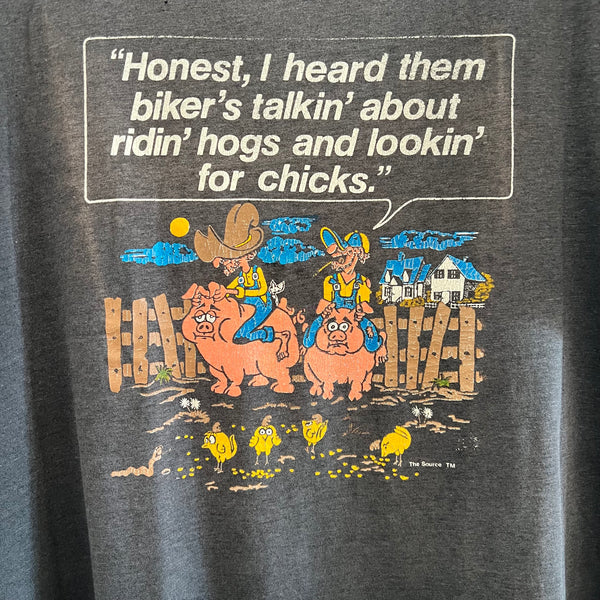 “Honest, I heard them
biker's talkin' about
ridin' hogs and lookin'
for chicks.”
The Source TM